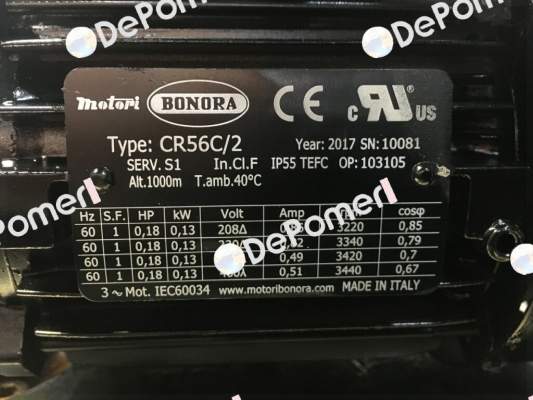 DePomeri
DePomeri
motori BONORA CE c RU US
Type: CR56C/2 Year: 2017 SN: 10081
SERV. S1 In.Cl.F IP55 TEFC OP: 103105
Alt.1000m T.amb.40°C
DePomeri
DePomeri
Hz S.F. HP kW Volt Amp cosφ
60 1 0,18 0,13 208Δ 3220 0,85
60 1 0,18 0,13 3340 0,79
60 1 0,18 0,13 0,49 3420 0,7
60 1 0,18 0,13 0,51 3440 0,67
3~Mot. IEC60034 www.motoribonora.com MADE IN ITALY
DePomeri
DePomeri